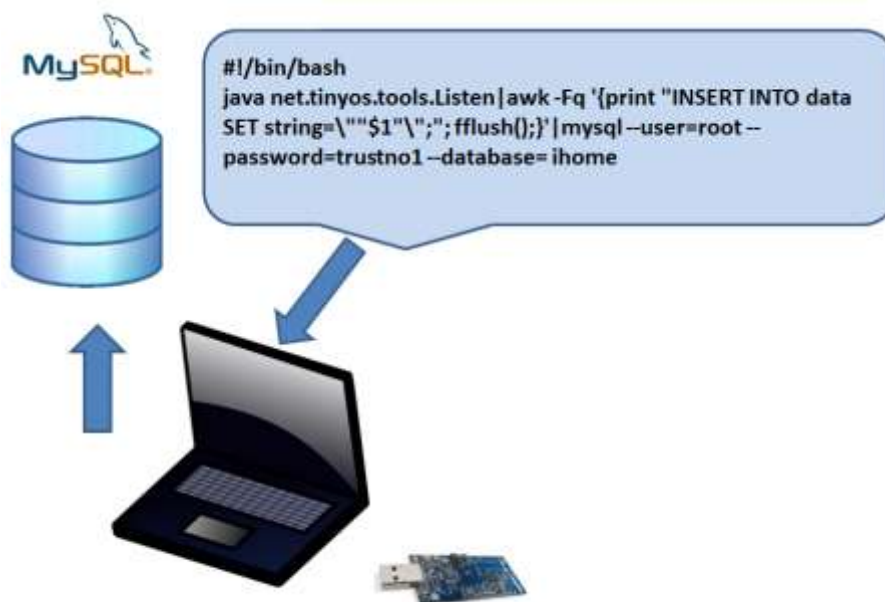 MySQL®
#!/bin/bash
java net.tinyos.tools.Listen|awk -Fq '{print "INSERT INTO data
SET string=\""$1"\";"; fflush();}'|mysql --user=root --
password=trustno1 --database= ihome